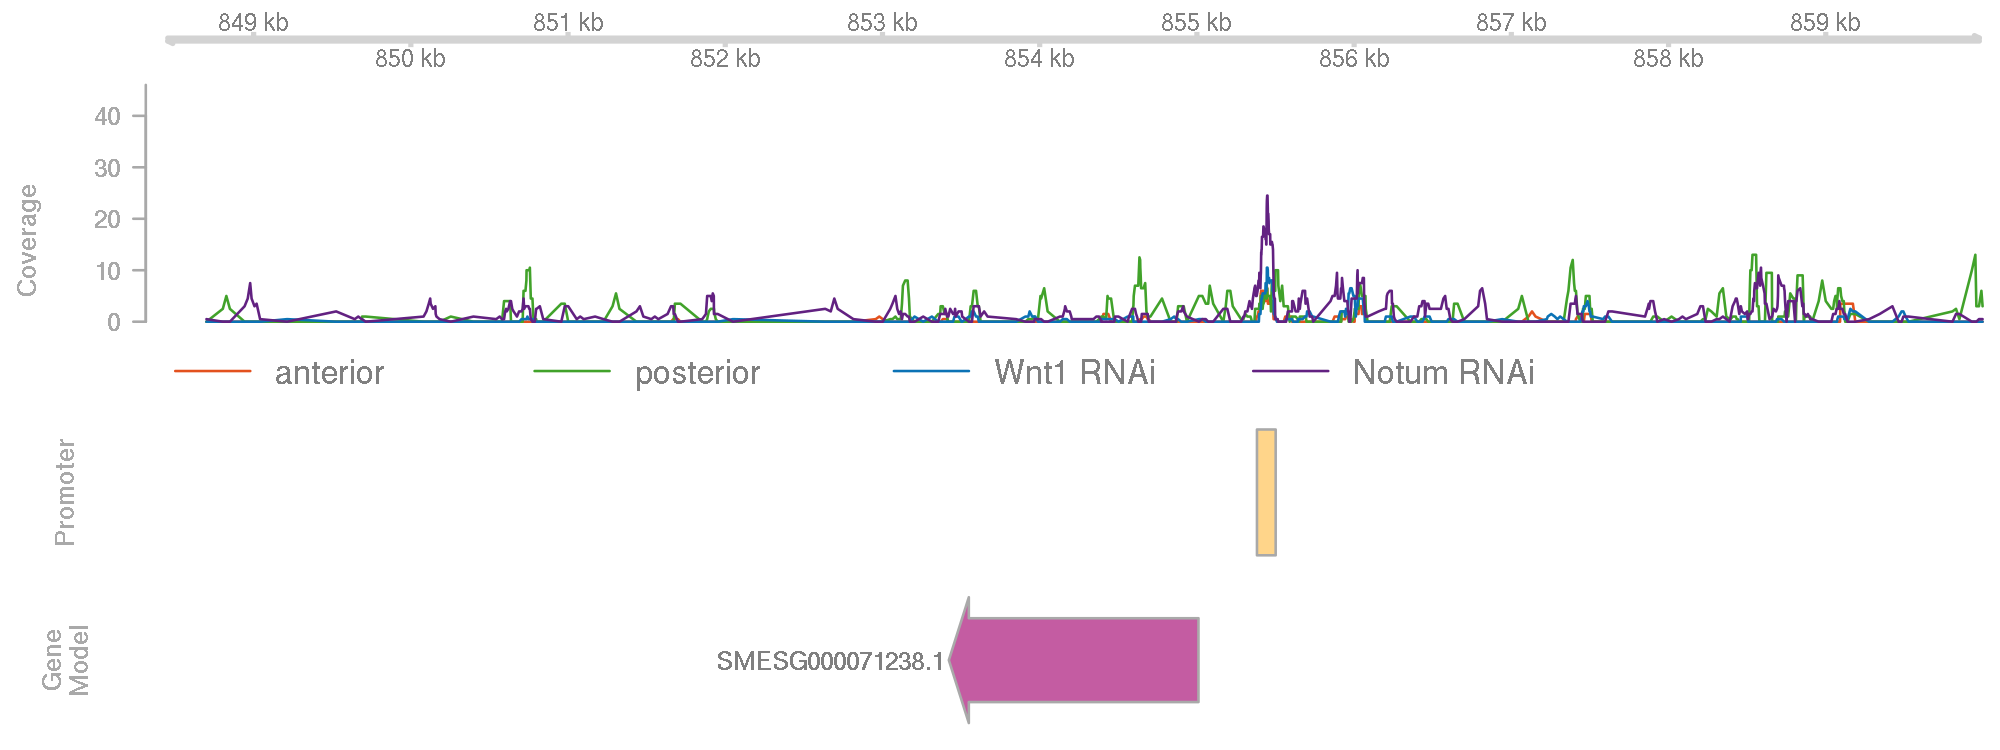 849 kb 851 kb 853 kb 855 kb 857 kb 859 kb
850 kb 852 kb 854 kb 856 kb 858 kb
40
30
20
10
0
Coverage
anterior posterior Wnt1 RNAi Notum RNAi
Promoter
Gene
Model
SMESG000071238.1